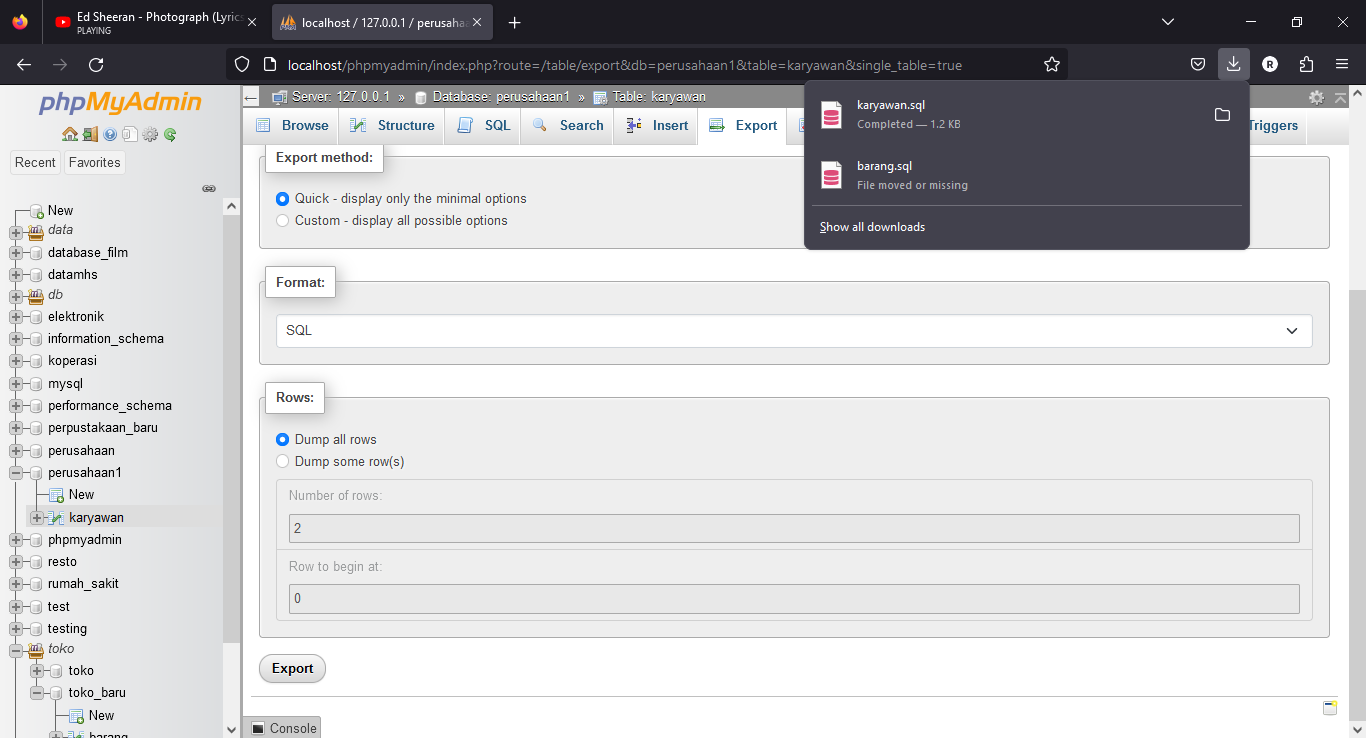 Ed Sheeran - Photograph (Lyrics
PLAYING
localhost / 127.0.0.1 / perusahaa
localhost/phpmyadmin/index.php?route=/table/export&db=perusahaan1&table=karyawan&single_table=true
R
phpMyAdmin
Recent
Favorites
New
data
database_film
datamhs
db
elektronik
information_schema
koperasi
mysql
performance_schema
perpustakaan_baru
perusahaan
perusahaan1
New
karyawan
phpmyadmin
resto
rumah_sakit
test
testing
toko
toko
toko_baru
New
barang
Server: 127.0.0.1 » Database: perusahaan1 » Table: karyawan
Browse
Structure
SQL
Search
Insert
Export
Triggers
karyawan.sql
Completed — 1.2 KB
barang.sql
File moved or missing
Show all downloads
Export method:
Quick - display only the minimal options
Custom - display all possible options
Format:
SQL
Rows:
Dump all rows
Dump some row(s)
Number of rows:
2
Row to begin at:
0
Export
Console